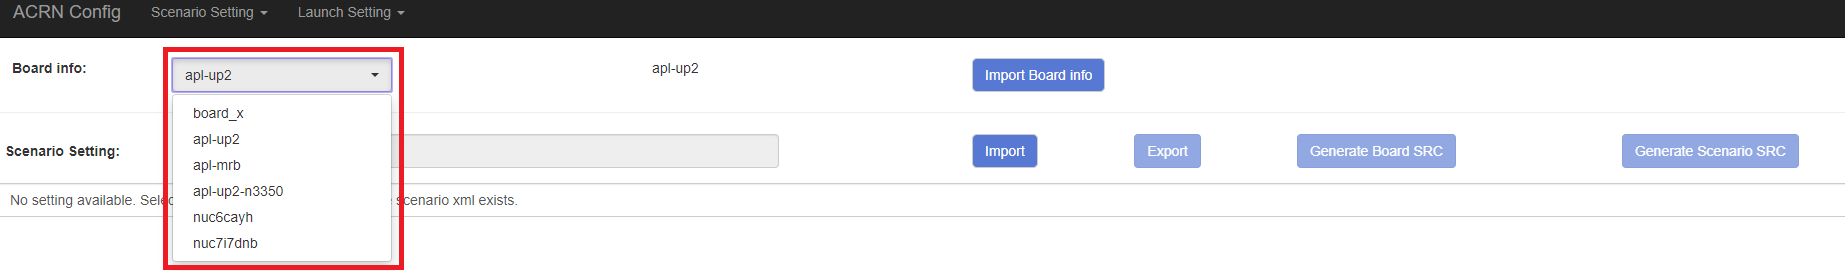 ACRN Config Scenario Setting Launch Setting
Board info: apl-up2 apl-up2 Import Board info
board_x
apl-up2
apl-mrb
apl-up2-n3350
nuc6cayh
nuc7i7dnb
Scenario Setting: Import Export Generate Board SRC Generate Scenario SRC
No setting available. scenario xml exists.